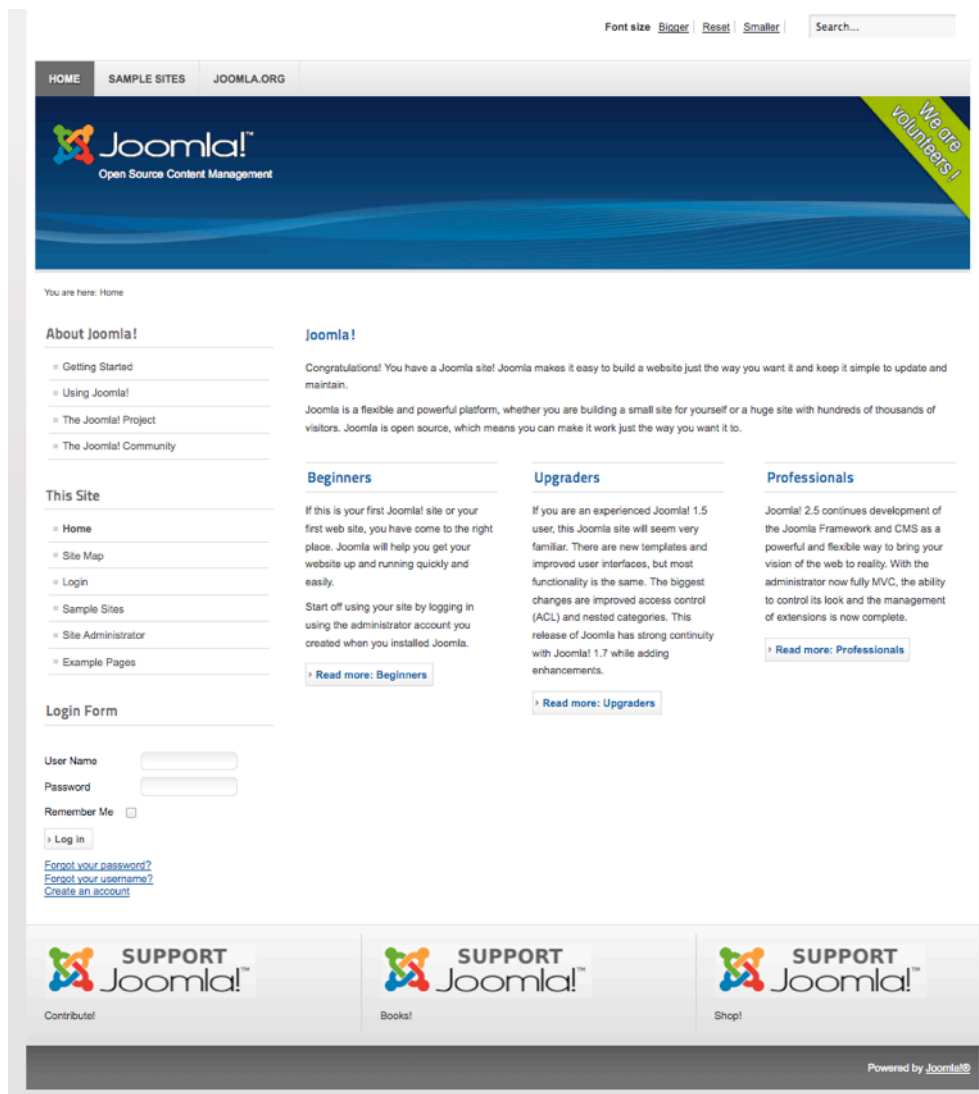 Font size Bigger Reset Smaller Search...
HOME SAMPLE SITES JOOMLA.ORG
Joomla!™
Open Source Content Management
We are
volunteers!
You are here: Home
About Joomla!
Getting Started
Using Joomla!
The Joomla! Project
The Joomla! Community
This Site
Home
Site Map
Login
Sample Sites
Site Administrator
Example Pages
Login Form
User Name
Password
Remember Me
Log in
Forgot your password?
Forgot your username?
Create an account
Joomla!
Congratulations! You have a Joomla site! Joomla makes it easy to build a website just the way you want it and keep it simple to update and
maintain.
Joomla is a flexible and powerful platform, whether you are building a small site for yourself or a huge site with hundreds of thousands of
visitors. Joomla is open source, which means you can make it work just the way you want it to.
Beginners
If this is your first Joomla! site or your
first web site, you have come to the right
place. Joomla will help you get your
website up and running quickly and
easily.
Start off using your site by logging in
using the administrator account you
created when you installed Joomla.
Read more: Beginners
Upgraders
If you are an experienced Joomla! 1.5
user, this Joomla site will seem very
familiar. There are new templates and
improved user interfaces, but most
functionality is the same. The biggest
changes are improved access control
(ACL) and nested categories. This
release of Joomla has strong continuity
with Joomla! 1.7 while adding
enhancements.
Read more: Upgraders
Professionals
Joomla! 2.5 continues development of
the Joomla Framework and CMS as a
powerful and flexible way to bring your
vision of the web to reality. With the
administrator now fully MVC, the ability
to control its look and the management
of extensions is now complete.
Read more: Professionals
SUPPORT
Joomla!™
Contribute!
SUPPORT
Joomla!™
Books!
SUPPORT
Joomla!™
Shop!
Powered by Joomla!®